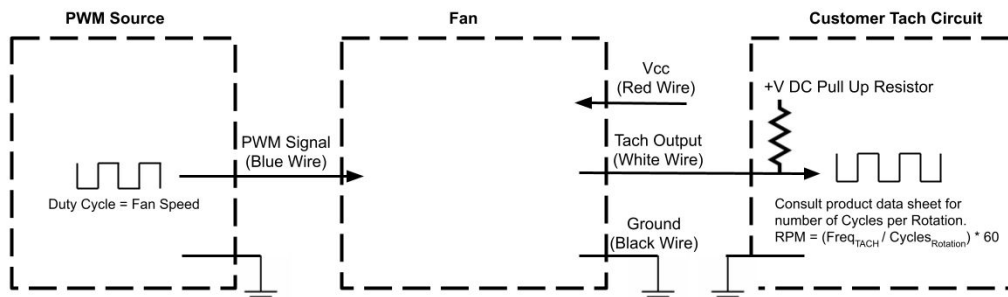 PWM Source
Fan
Customer Tach Circuit
Vcc
(Red Wire)
+V DC Pull Up Resistor
PWM Signal
(Blue Wire)
Tach Output
(White Wire)
Duty Cycle = Fan Speed
Consult product data sheet for
number of Cycles per Rotation.
RPM = (FreqTACH / CyclesRotation) * 60
Ground
(Black Wire)